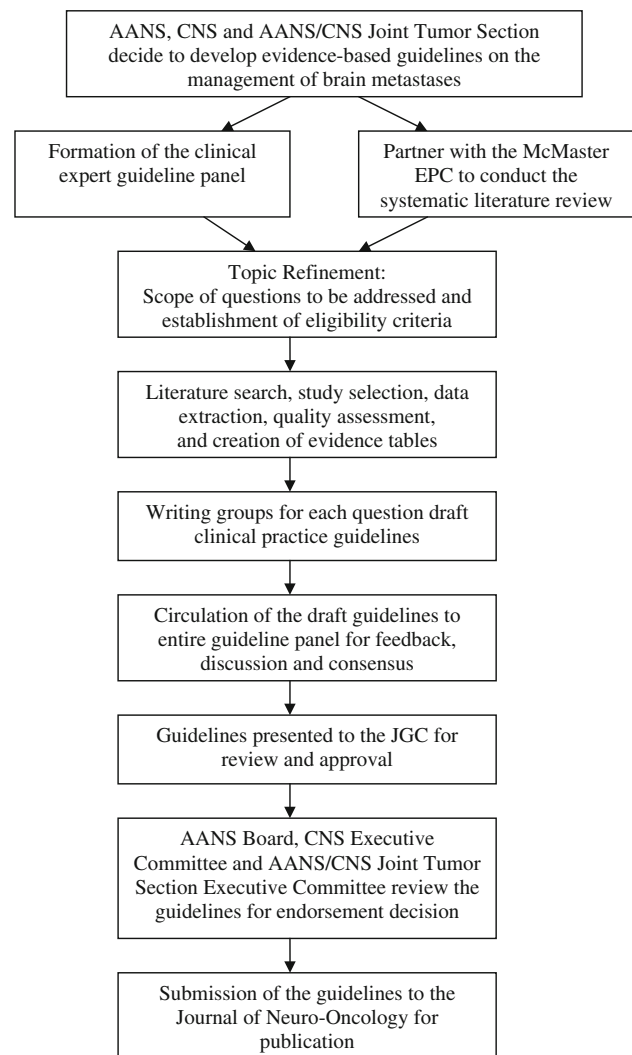 AANS, CNS and AANS/CNS Joint Tumor Section
decide to develop evidence-based guidelines on the
management of brain metastases
Formation of the clinical
expert guideline panel
Partner with the McMaster
EPC to conduct the
systematic literature review
Topic Refinement:
Scope of questions to be addressed and
establishment of eligibility criteria
Literature search, study selection, data
extraction, quality assessment,
and creation of evidence tables
Writing groups for each question draft
clinical practice guidelines
Circulation of the draft guidelines to
entire guideline panel for feedback,
discussion and consensus
Guidelines presented to the JGC for
review and approval
AANS Board, CNS Executive
Committee and AANS/CNS Joint Tumor
Section Executive Committee review the
guidelines for endorsement decision
Submission of the guidelines to the
Journal of Neuro-Oncology for
publication